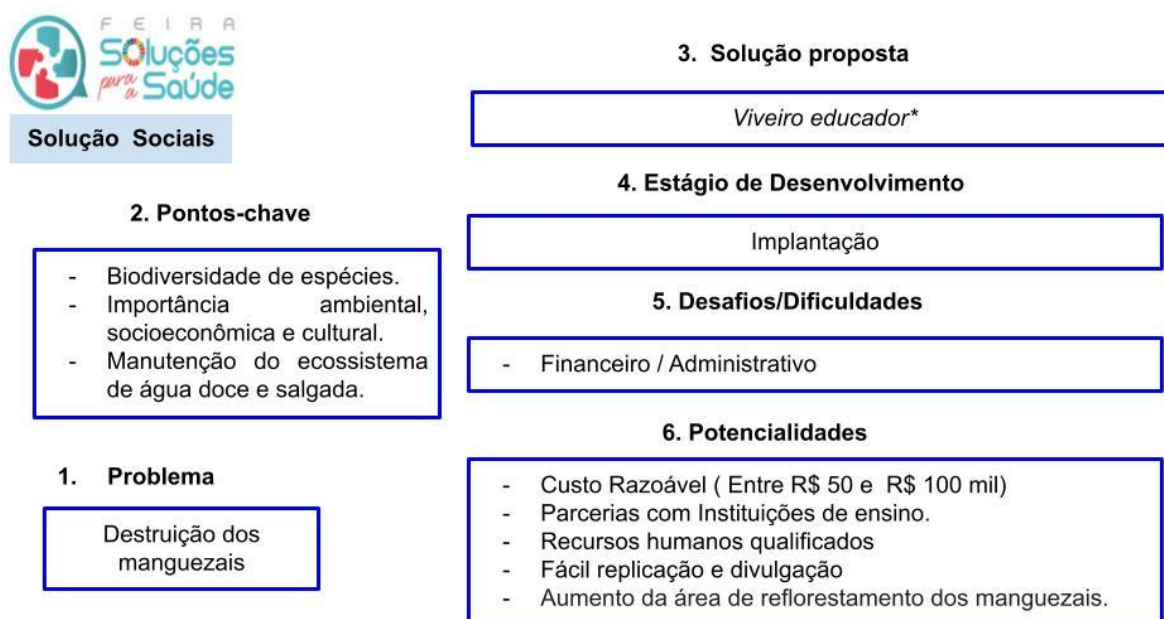 FEIRA
SOluções
para a Saúde
Solução Sociais
2. Pontos-chave
- Biodiversidade de espécies.
- Importância ambiental,
socioeconômica e cultural.
- Manutenção do ecossistema
de água doce e salgada.
1. Problema
Destruição dos
manguezais
3. Solução proposta
Viveiro educador*
4. Estágio de Desenvolvimento
Implantação
5. Desafios/Dificuldades
- Financeiro / Administrativo
6. Potencialidades
- Custo Razoável ( Entre R$ 50 e R$ 100 mil)
- Parcerias com Instituições de ensino.
- Recursos humanos qualificados
- Fácil replicação e divulgação
- Aumento da área de reflorestamento dos manguezais.